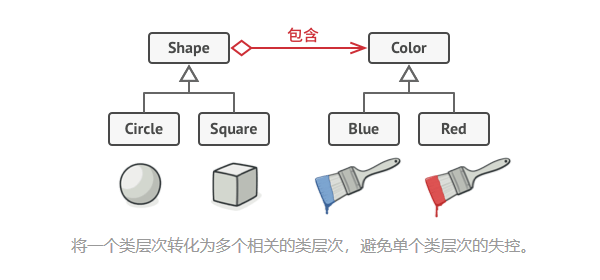 包含
Shape
Color
Circle
Square
Blue
Red
将一个类层次转化为多个相关的类层次，避免单个类层次的失控。